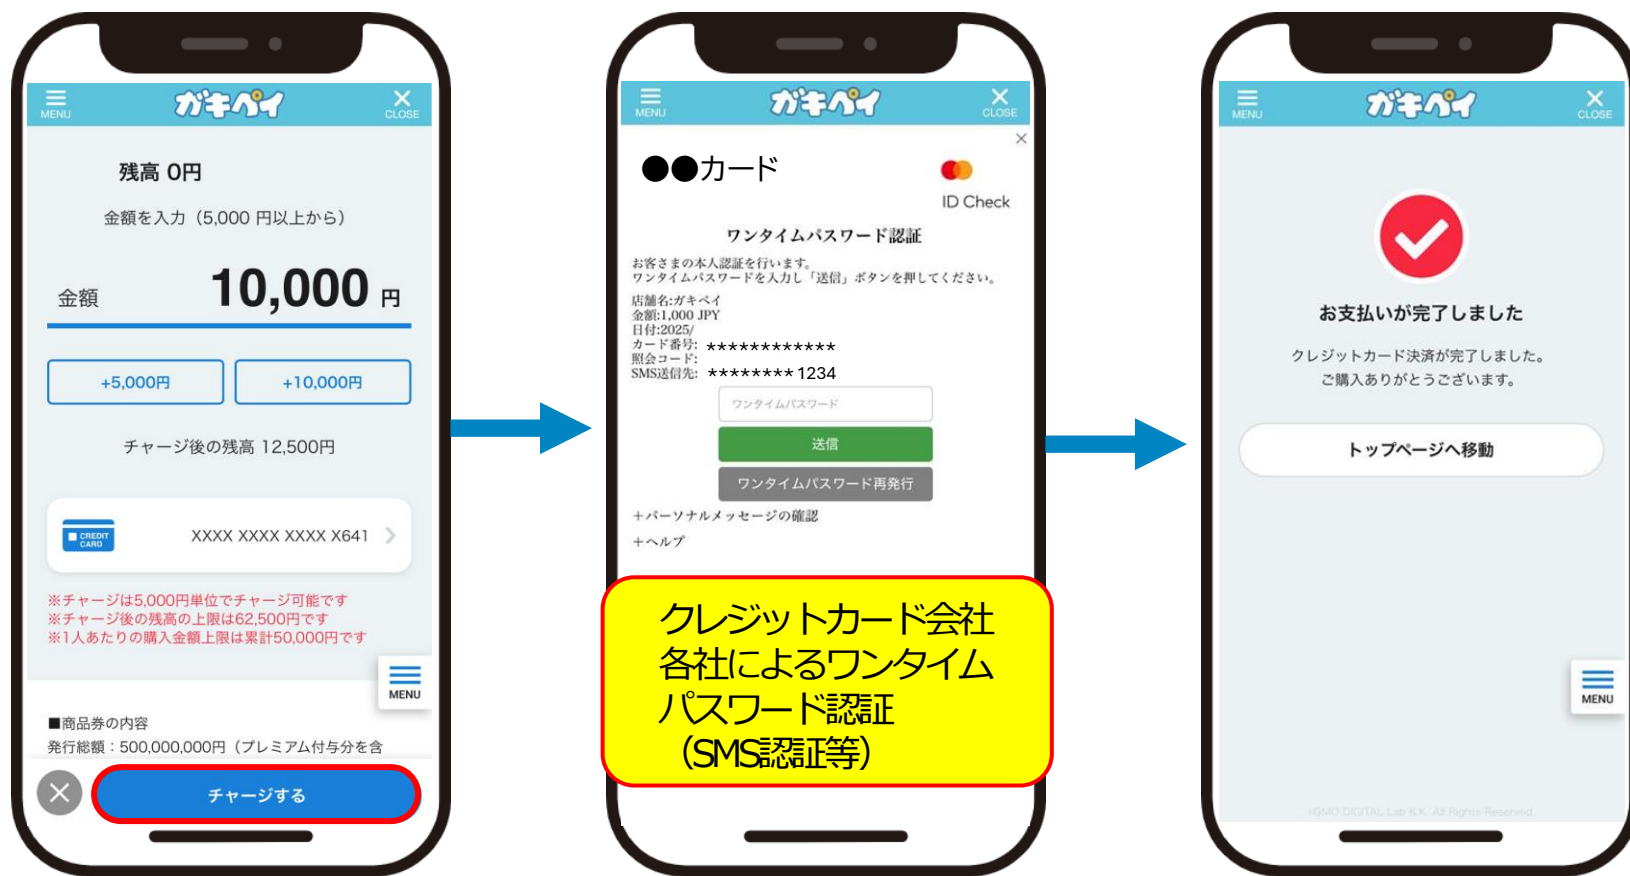 MENU
ガキペイ
CLOSE
残高 0円
金額を入力（5,000 円以上から）
金額 10,000 円
+5,000円
+10,000円
チャージ後の残高 12,500円
CREDIT
CARD
XXXX XXXX XXXX X641
※チャージは5,000円単位でチャージ可能です
※チャージ後の残高の上限は62,500円です
※1人あたりの購入金額上限は累計50,000円です
MENU
■商品券の内容
発行総額：500,000,000円（プレミアム付与分を含
チャージする
MENU
ガキペイ
CLOSE
●●カード
ID Check
ワンタイムパスワード認証
お客さまの本人認証を行います。
ワンタイムパスワードを入力し「送信」ボタンを押してください。
店舗名:ガキペイ
金額:1,000 JPY
日付:2025/
カード番号: ************
照会コード:
SMS送信先: ********1234
ワンタイムパスワード
送信
ワンタイムパスワード再発行
+パーソナルメッセージの確認
+ヘルプ
クレジットカード会社
各社によるワンタイム
パスワード認証
（SMS認証等）
MENU
ガキペイ
CLOSE
お支払いが完了しました
クレジットカード決済が完了しました。
ご購入ありがとうございます。
トップページへ移動
MENU
©GMO DIGITAL Lab K.K. All Rights Reserved.